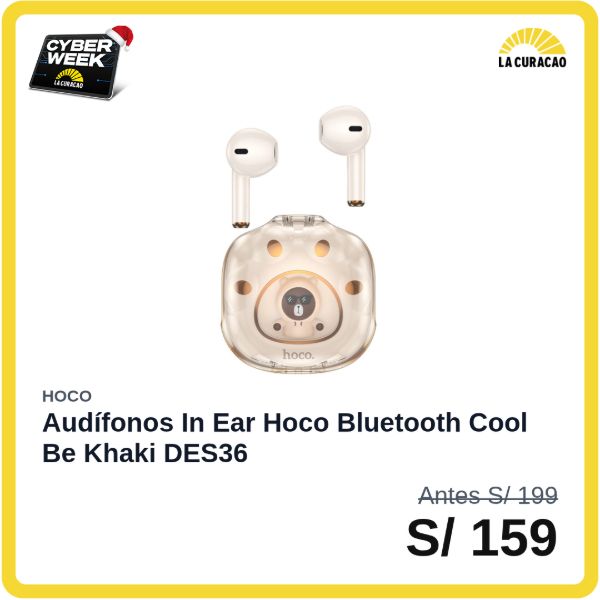 CYBER
WEEK
LA CURACAO
LA CURACAO
hoco.
HOCO
Audífonos In Ear Hoco Bluetooth Cool
Be Khaki DES36
Antes S/ 199
S/ 159